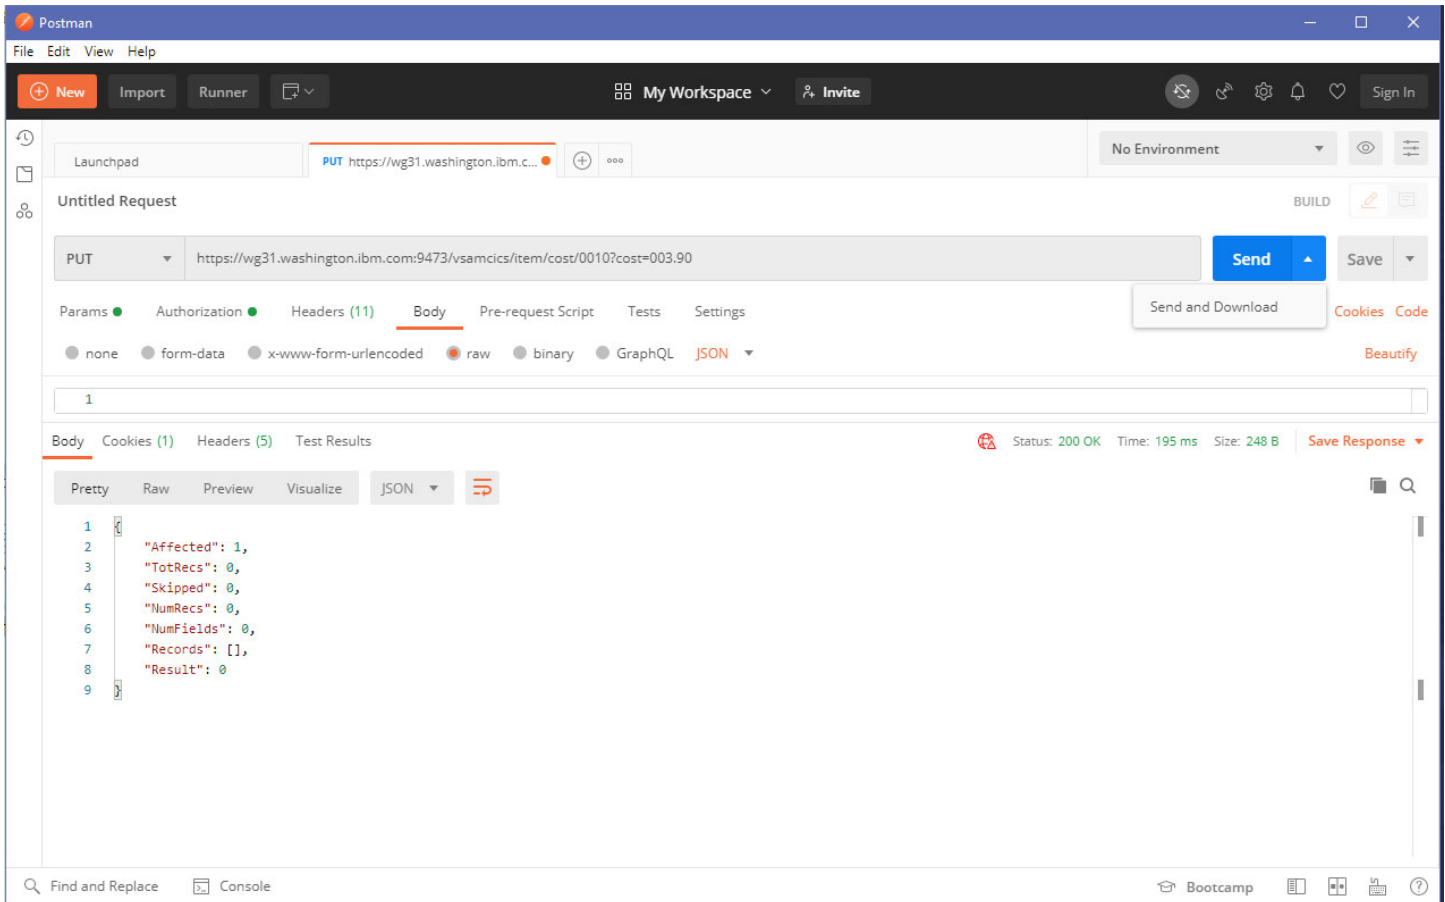 Postman
File Edit View Help
New Import Runner My Workspace Invite Sign In
Launchpad PUT https://wg31.washington.ibm.c... No Environment
Untitled Request BUILD
PUT https://wg31.washington.ibm.com:9473/vsamcics/item/cost/0010?cost=003.90 Send Save
Params Authorization Headers (11) Body Pre-request Script Tests Settings Send and Download Cookies Code
none form-data x-www-form-urlencoded raw binary GraphQL JSON Beautify
1
Body Cookies (1) Headers (5) Test Results Status: 200 OK Time: 195 ms Size: 248 B Save Response
Pretty Raw Preview Visualize JSON
1 {
2 "Affected": 1,
3 "TotRecs": 0,
4 "Skipped": 0,
5 "NumRecs": 0,
6 "NumFields": 0,
7 "Records": [],
8 "Result": 0
9 }
Find and Replace Console Bootcamp